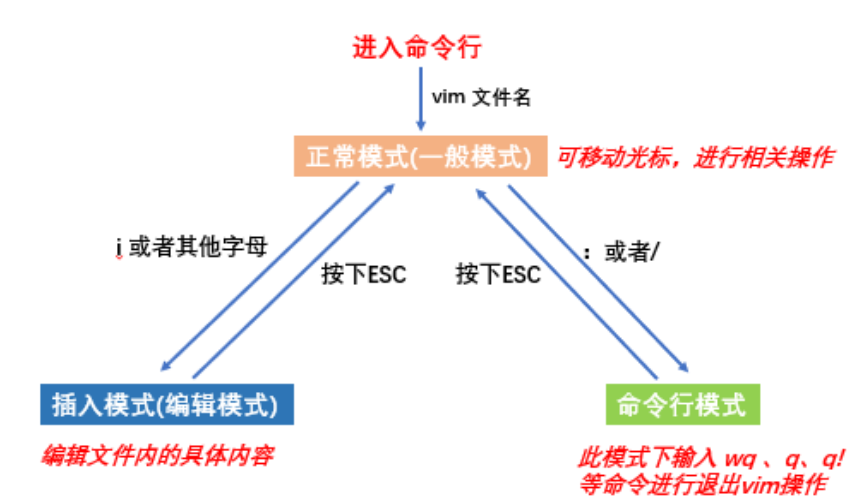 进入命令行
vim 文件名
正常模式(一般模式)
可移动光标，进行相关操作
i 或者其他字母
按下ESC
按下ESC
：或者/
插入模式(编辑模式)
命令行模式
编辑文件内的具体内容
此模式下输入 wq 、q、q!
等命令进行退出vim操作